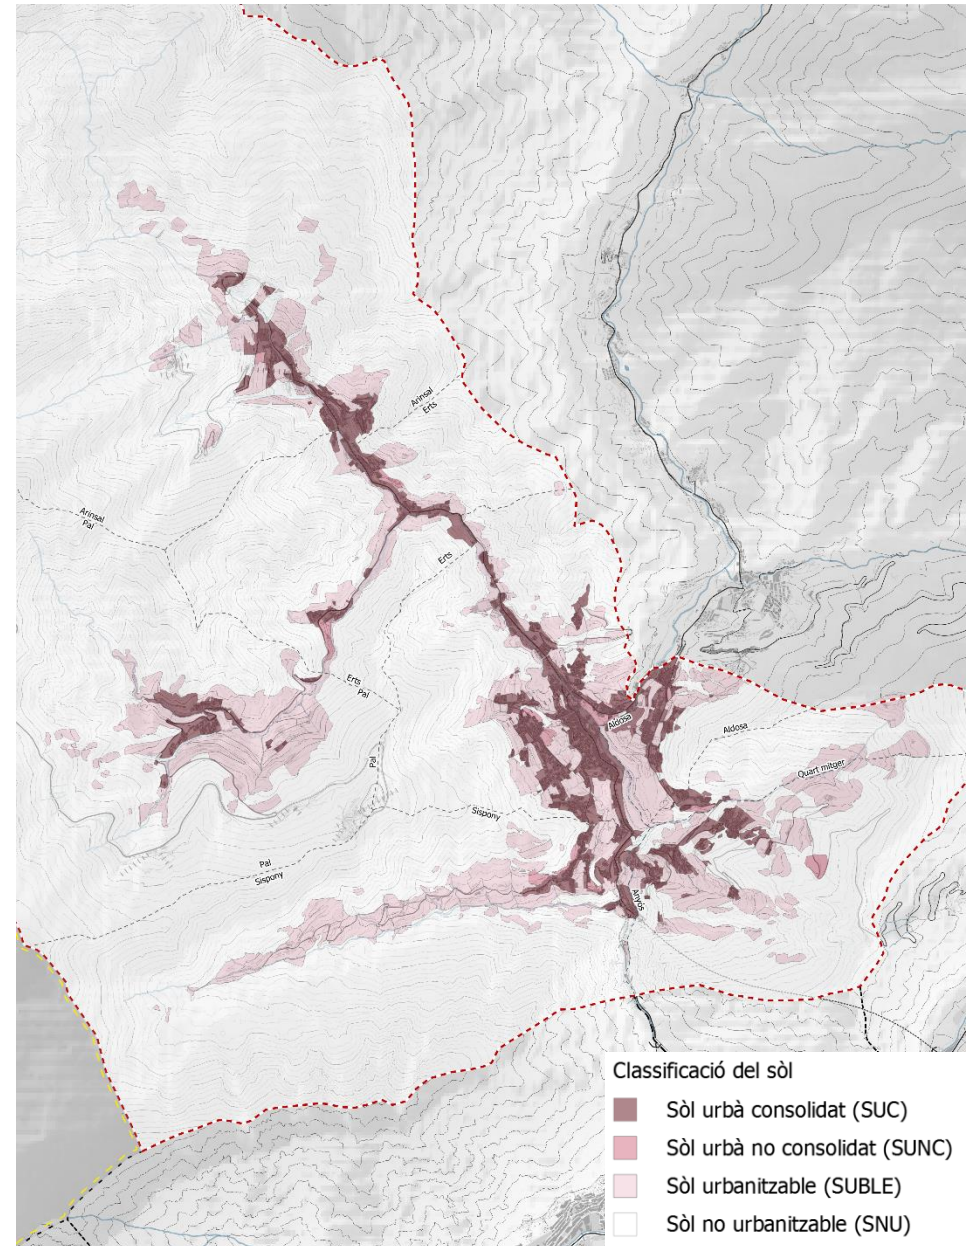 Arinsal
Erts
Arinsal
Pal
Erts
Erts
Pal
Pal
Aldosa
Aldosa
Quart mitger
Sispony
Pal
Sispony
Anyós
Classificació del sòl
Sòl urbà consolidat (SUC)
Sòl urbà no consolidat (SUNC)
Sòl urbanitzable (SUBLE)
Sòl no urbanitzable (SNU)